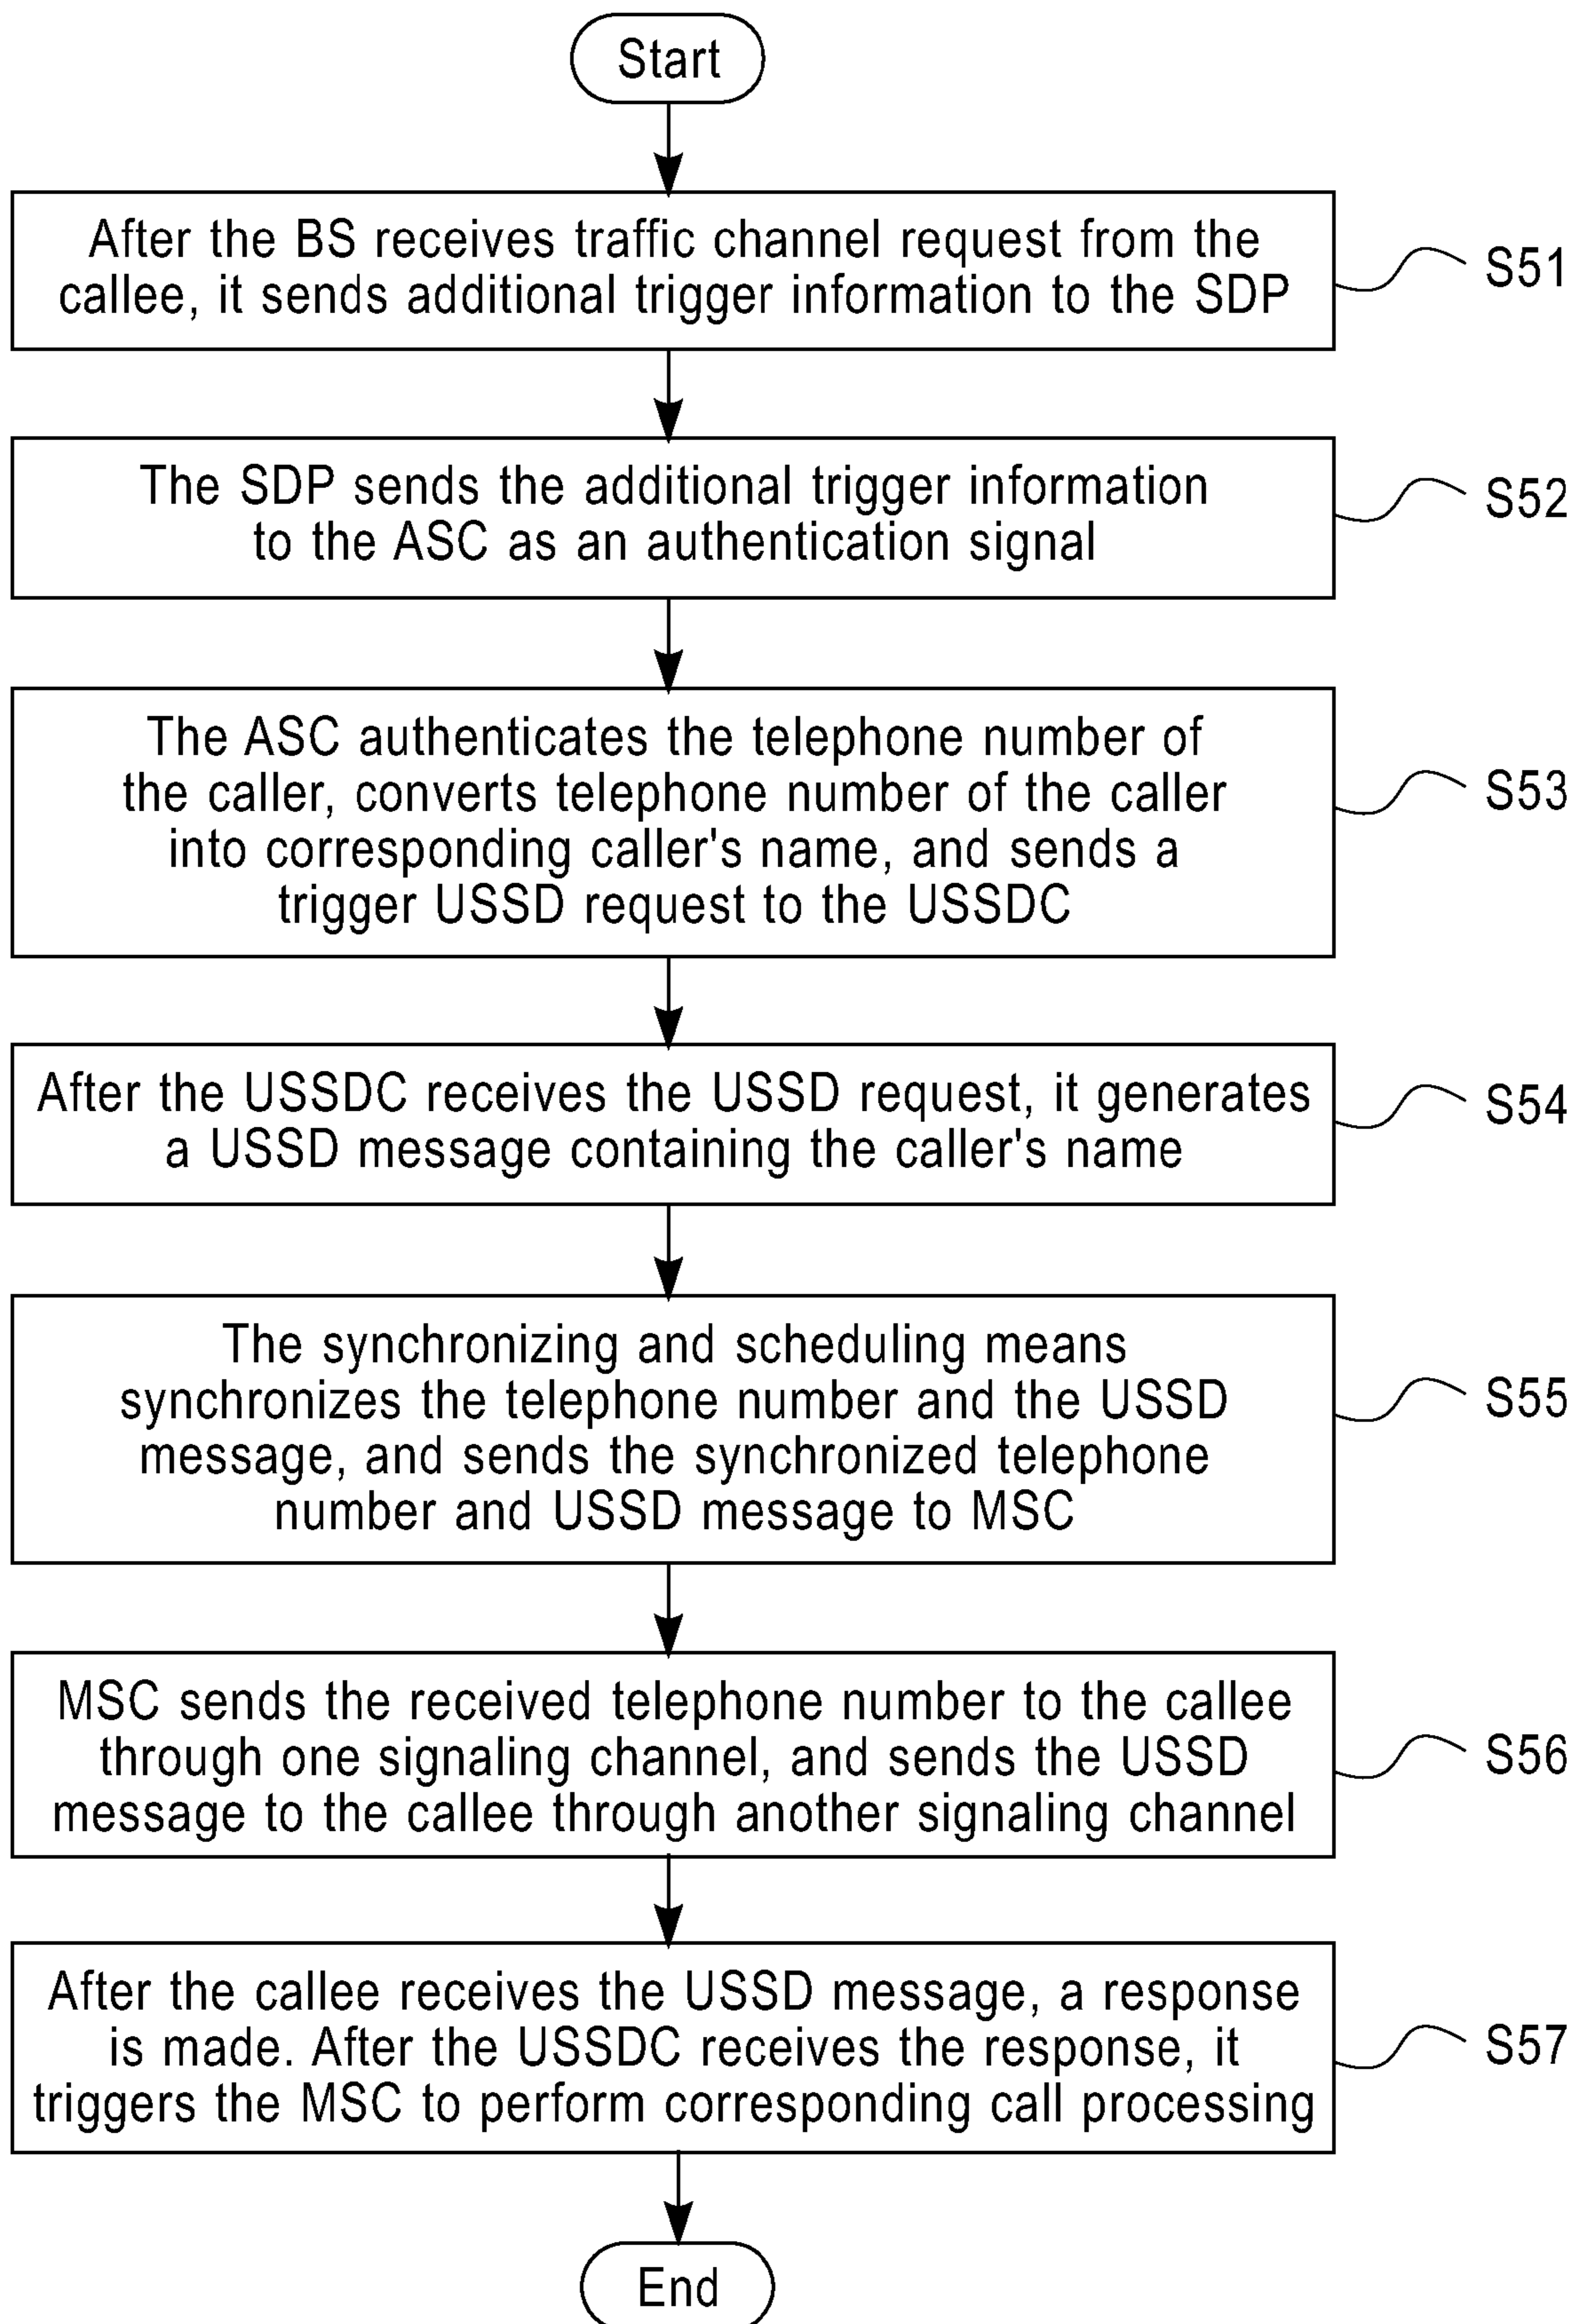 Start
After the BS receives traffic channel request from the
callee, it sends additional trigger information to the SDP
S51
The SDP sends the additional trigger information
to the ASC as an authentication signal
S52
The ASC authenticates the telephone number of
the caller, converts telephone number of the caller
into corresponding caller's name, and sends a
trigger USSD request to the USSDC
S53
After the USSDC receives the USSD request, it generates
a USSD message containing the caller's name
S54
The synchronizing and scheduling means
synchronizes the telephone number and the USSD
message, and sends the synchronized telephone
number and USSD message to MSC
S55
MSC sends the received telephone number to the callee
through one signaling channel, and sends the USSD
message to the callee through another signaling channel
S56
After the callee receives the USSD message, a response
is made. After the USSDC receives the response, it
triggers the MSC to perform corresponding call processing
S57
End